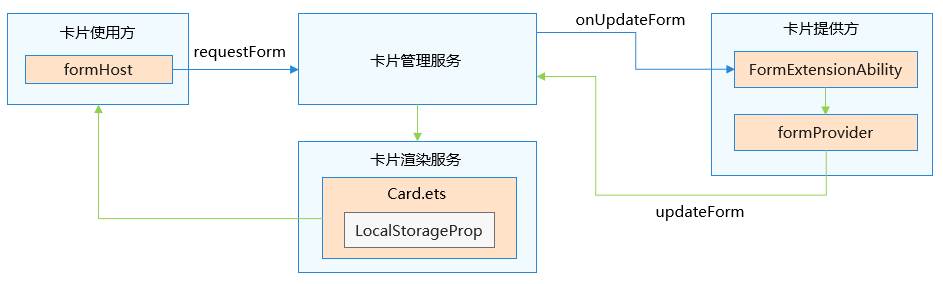 卡片使用方
formHost
requestForm
卡片管理服务
onUpdateForm
卡片提供方
FormExtensionAbility
formProvider
updateForm
卡片渲染服务
Card.ets
LocalStorageProp